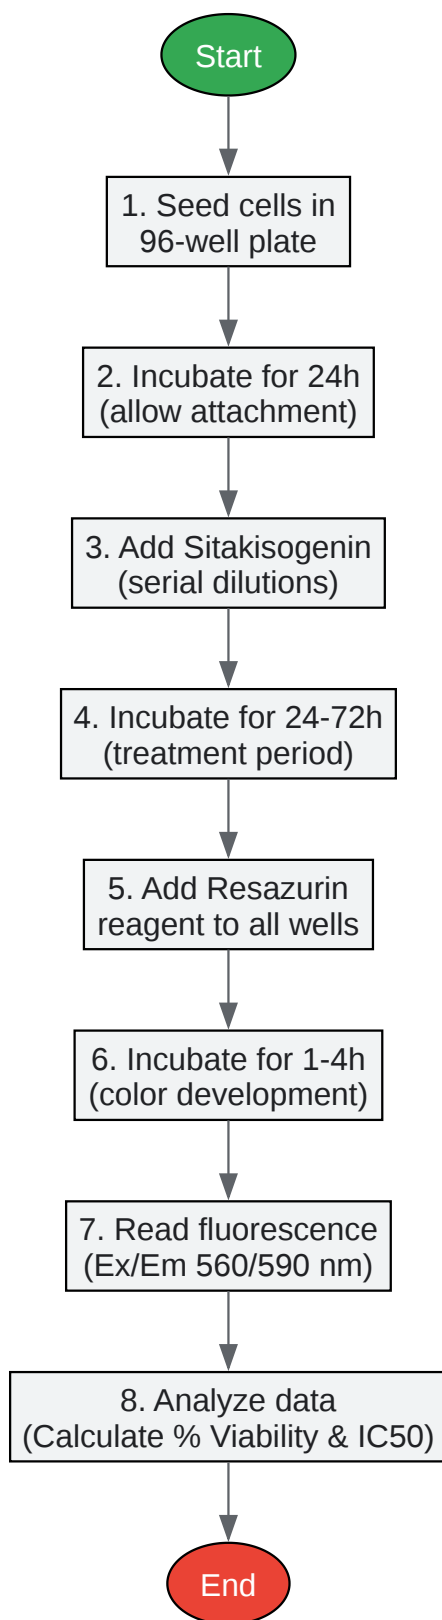 Start
1. Seed cells in
96-well plate
2. Incubate for 24h
(allow attachment)
3. Add Sitakisogenin
(serial dilutions)
4. Incubate for 24-72h
(treatment period)
5. Add Resazurin
reagent to all wells
6. Incubate for 1-4h
(color development)
7. Read fluorescence
(Ex/Em 560/590 nm)
8. Analyze data
(Calculate % Viability & IC50)
End